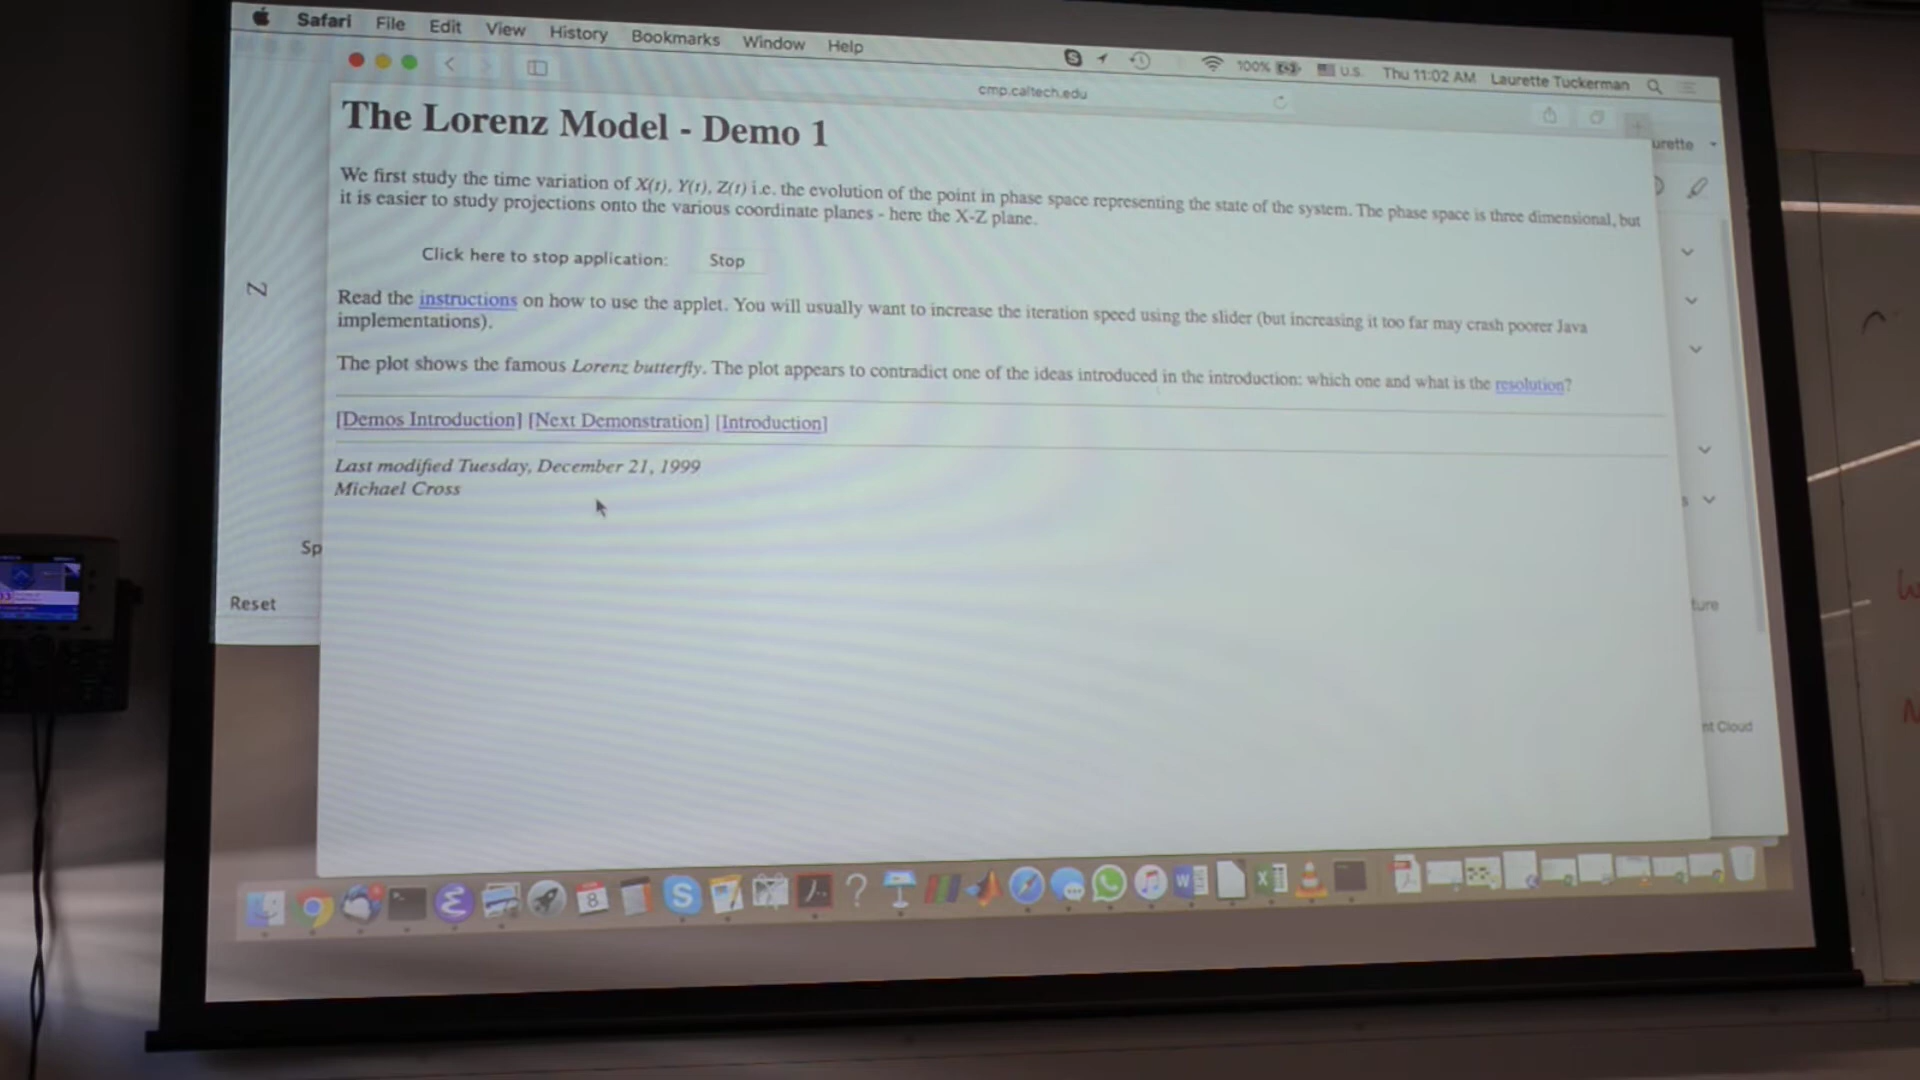 Safari File Edit View History Bookmarks Window Help
100% U.S. Thu 11:02 AM Laurette Tuckerman
cmp.caltech.edu
urette
The Lorenz Model - Demo 1
We first study the time variation of X(t), Y(t), Z(t) i.e. the evolution of the point in phase space representing the state of the system. The phase space is three dimensional, but
it is easier to study projections onto the various coordinate planes - here the X-Z plane.
Click here to stop application: Stop
Z
Read the instructions on how to use the applet. You will usually want to increase the iteration speed using the slider (but increasing it too far may crash poorer Java
implementations).
The plot shows the famous Lorenz butterfly. The plot appears to contradict one of the ideas introduced in the introduction: which one and what is the resolution?
[Demos Introduction] [Next Demonstration] [Introduction]
Last modified Tuesday, December 21, 1999
Michael Cross
s
Sp
Reset
ture
nt Cloud
8